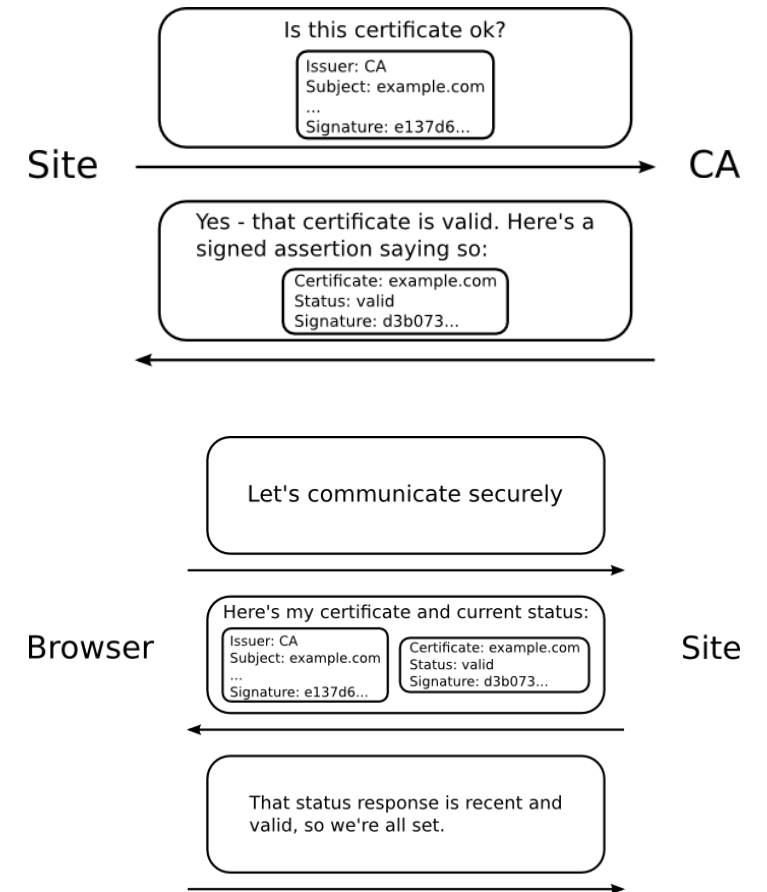 Is this certificate ok?
Issuer: CA
Subject: example.com
...
Signature: e137d6...
Site
CA
Yes - that certificate is valid. Here's a
signed assertion saying so:
Certificate: example.com
Status: valid
Signature: d3b073...
Let's communicate securely
Here's my certificate and current status:
Browser
Issuer: CA
Subject: example.com
...
Signature: e137d6...
Certificate: example.com
Status: valid
Signature: d3b073...
Site
That status response is recent and
valid, so we're all set.